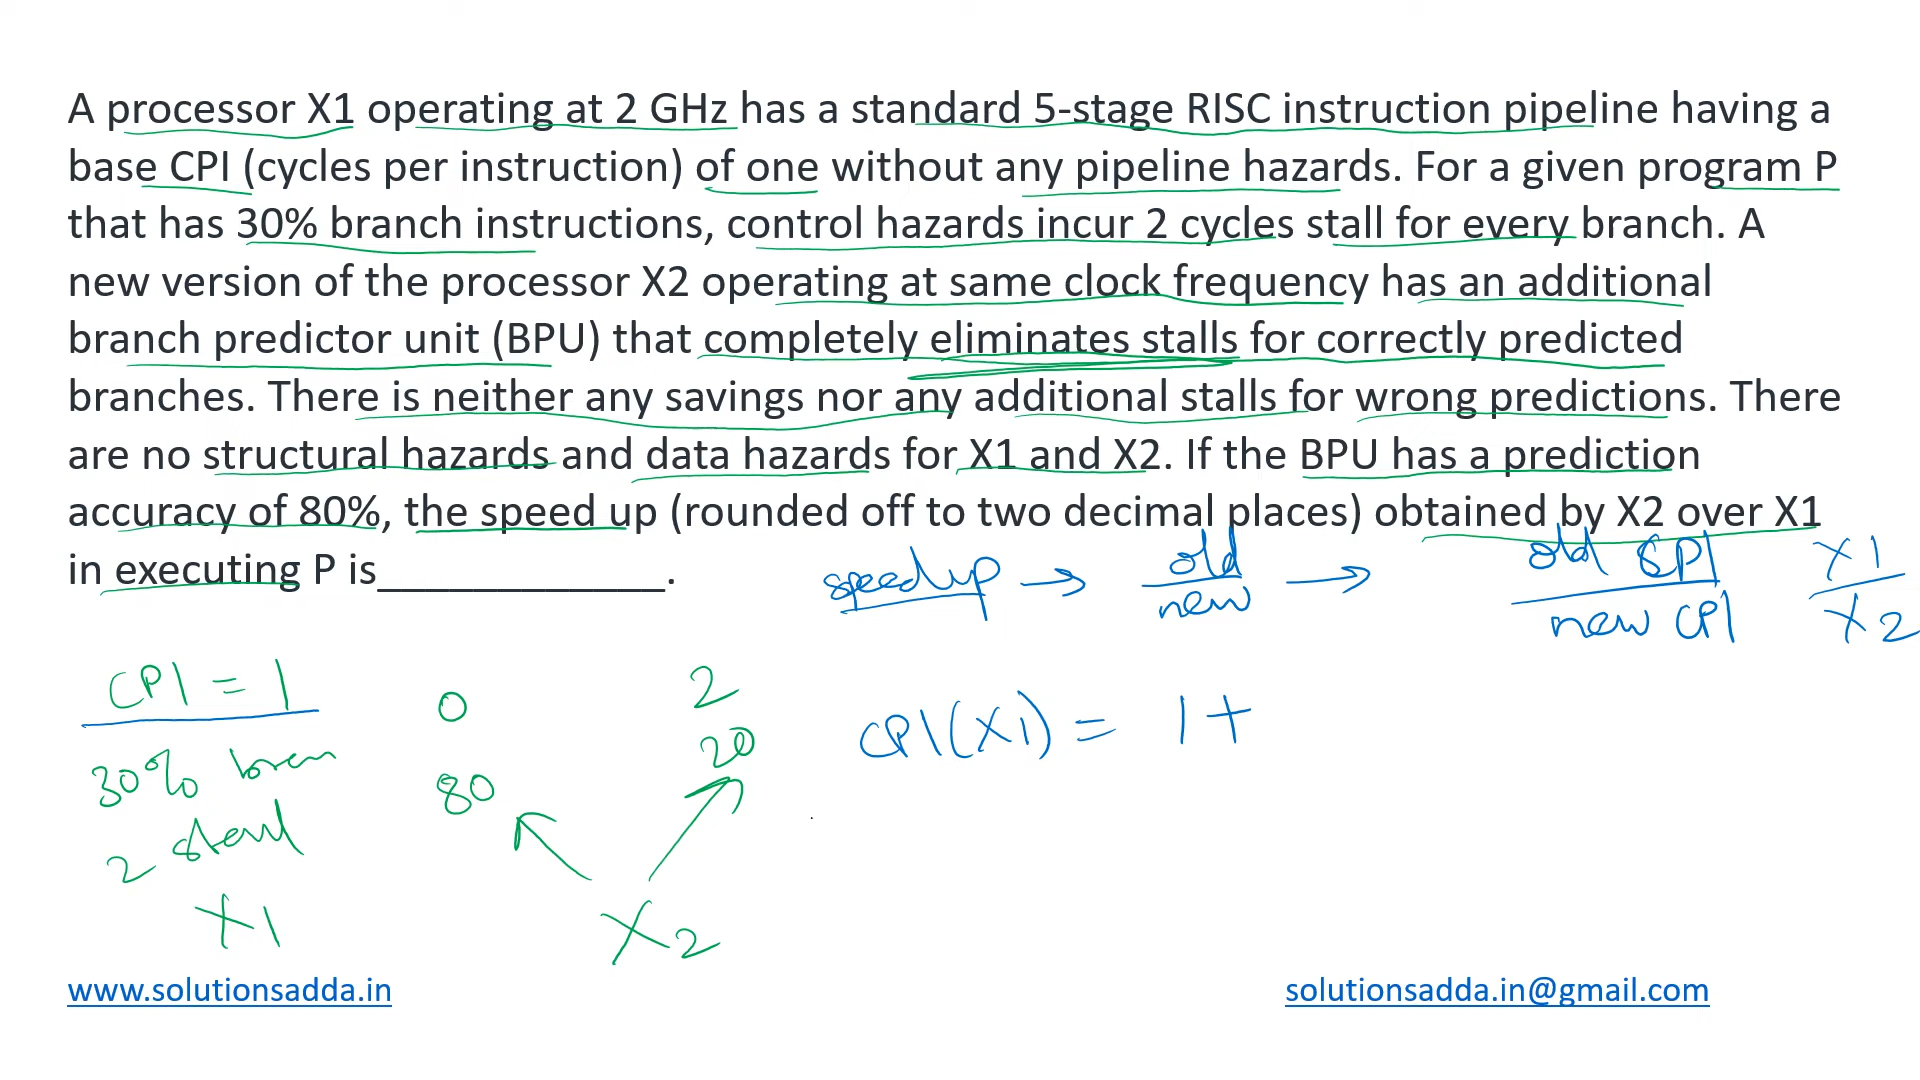 A processor X1 operating at 2 GHz has a standard 5-stage RISC instruction pipeline having a
base CPI (cycles per instruction) of one without any pipeline hazards. For a given program P
that has 30% branch instructions, control hazards incur 2 cycles stall for every branch. A
new version of the processor X2 operating at same clock frequency has an additional
branch predictor unit (BPU) that completely eliminates stalls for correctly predicted
branches. There is neither any savings nor any additional stalls for wrong predictions. There
are no structural hazards and data hazards for X1 and X2. If the BPU has a prediction
accuracy of 80%, the speed up (rounded off to two decimal places) obtained by X2 over X1
in executing P is_____________.
speedup → old/new → old CPI/new CPI X1/X2
CPI = 1
30%
2
X1
0
80
2
20
X2
CPI(X1) = 1+
www.solutionsadda.in
solutionsadda.in@gmail.com